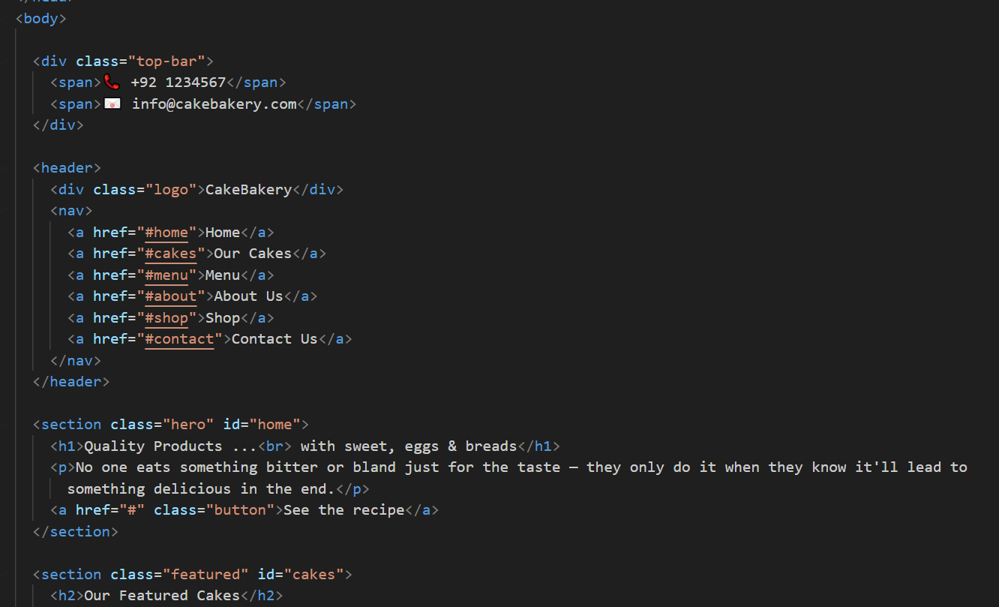 </head>
<body>
<div class="top-bar">
<span>📞 +92 1234567</span>
<span>📧 info@cakebakery.com</span>
</div>
<header>
<div class="logo">CakeBakery</div>
<nav>
<a href="#home">Home</a>
<a href="#cakes">Our Cakes</a>
<a href="#menu">Menu</a>
<a href="#about">About Us</a>
<a href="#shop">Shop</a>
<a href="#contact">Contact Us</a>
</nav>
</header>
<section class="hero" id="home">
<h1>Quality Products ...<br> with sweet, eggs & breads</h1>
<p>No one eats something bitter or bland just for the taste — they only do it when they know it'll lead to
something delicious in the end.</p>
<a href="#" class="button">See the recipe</a>
</section>
<section class="featured" id="cakes">
<h2>Our Featured Cakes</h2>